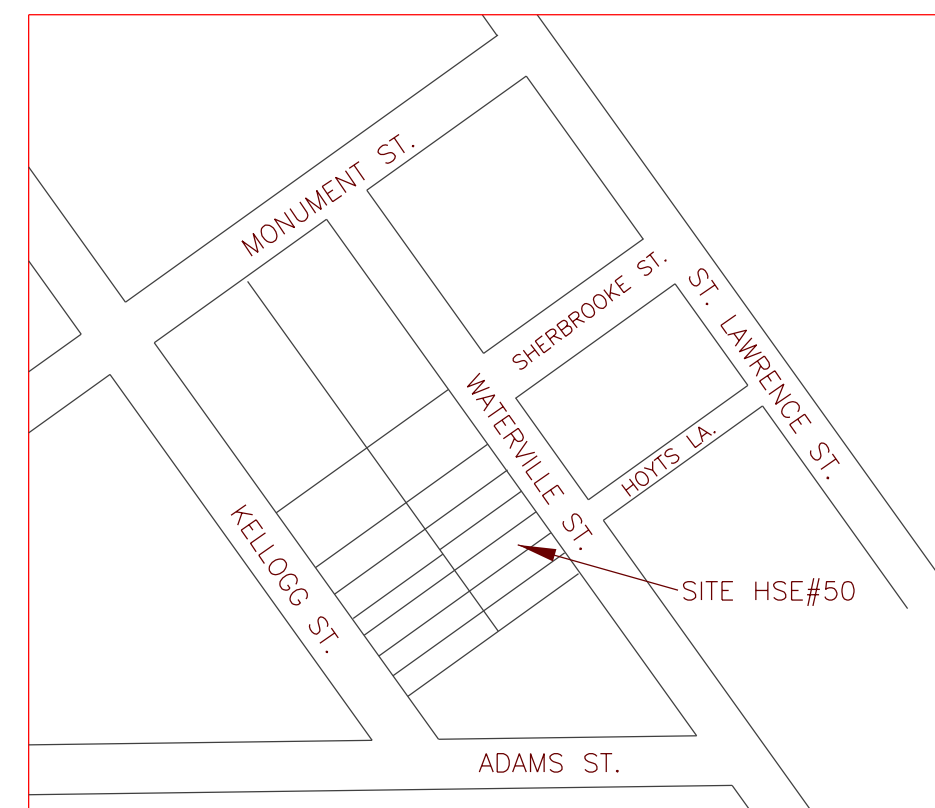 MONUMENT ST.
SHERBROOKE ST.
ST. LAWRENCE ST.
WATERVILLE ST.
HOYTS LA.
KELLOGG ST.
SITE HSE#50
ADAMS ST.